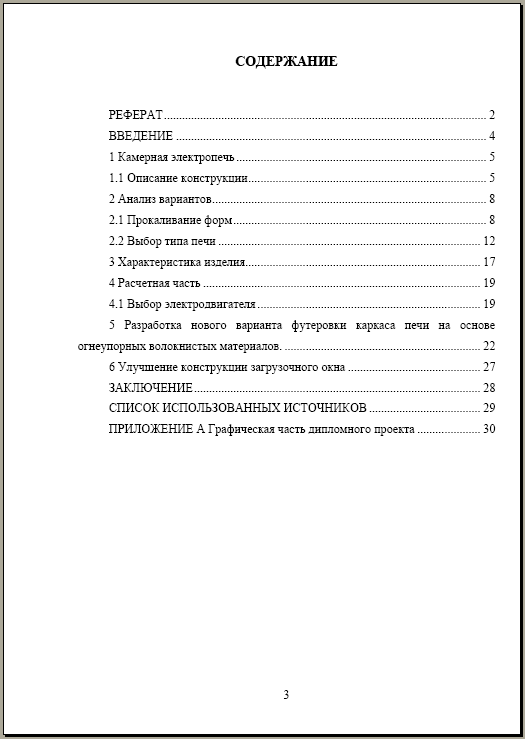 СОДЕРЖАНИЕ
РЕФЕРАТ ........ 2
ВВЕДЕНИЕ ........ 4
1 Камерная электропечь ........ 5
1.1 Описание конструкции ........ 5
2 Анализ вариантов ........ 8
2.1 Прокаливание форм ........ 8
2.2 Выбор типа печи ........ 12
3 Характеристика изделия ........ 17
4 Расчетная часть ........ 19
4.1 Выбор электродвигателя ........ 19
5 Разработка нового варианта футеровки каркаса печи на основе
огнеупорных волокнистых материалов. ........ 22
6 Улучшение конструкции загрузочного окна ........ 27
ЗАКЛЮЧЕНИЕ ........ 28
СПИСОК ИСПОЛЬЗОВАННЫХ ИСТОЧНИКОВ ........ 29
ПРИЛОЖЕНИЕ А Графическая часть дипломного проекта ........ 30
3